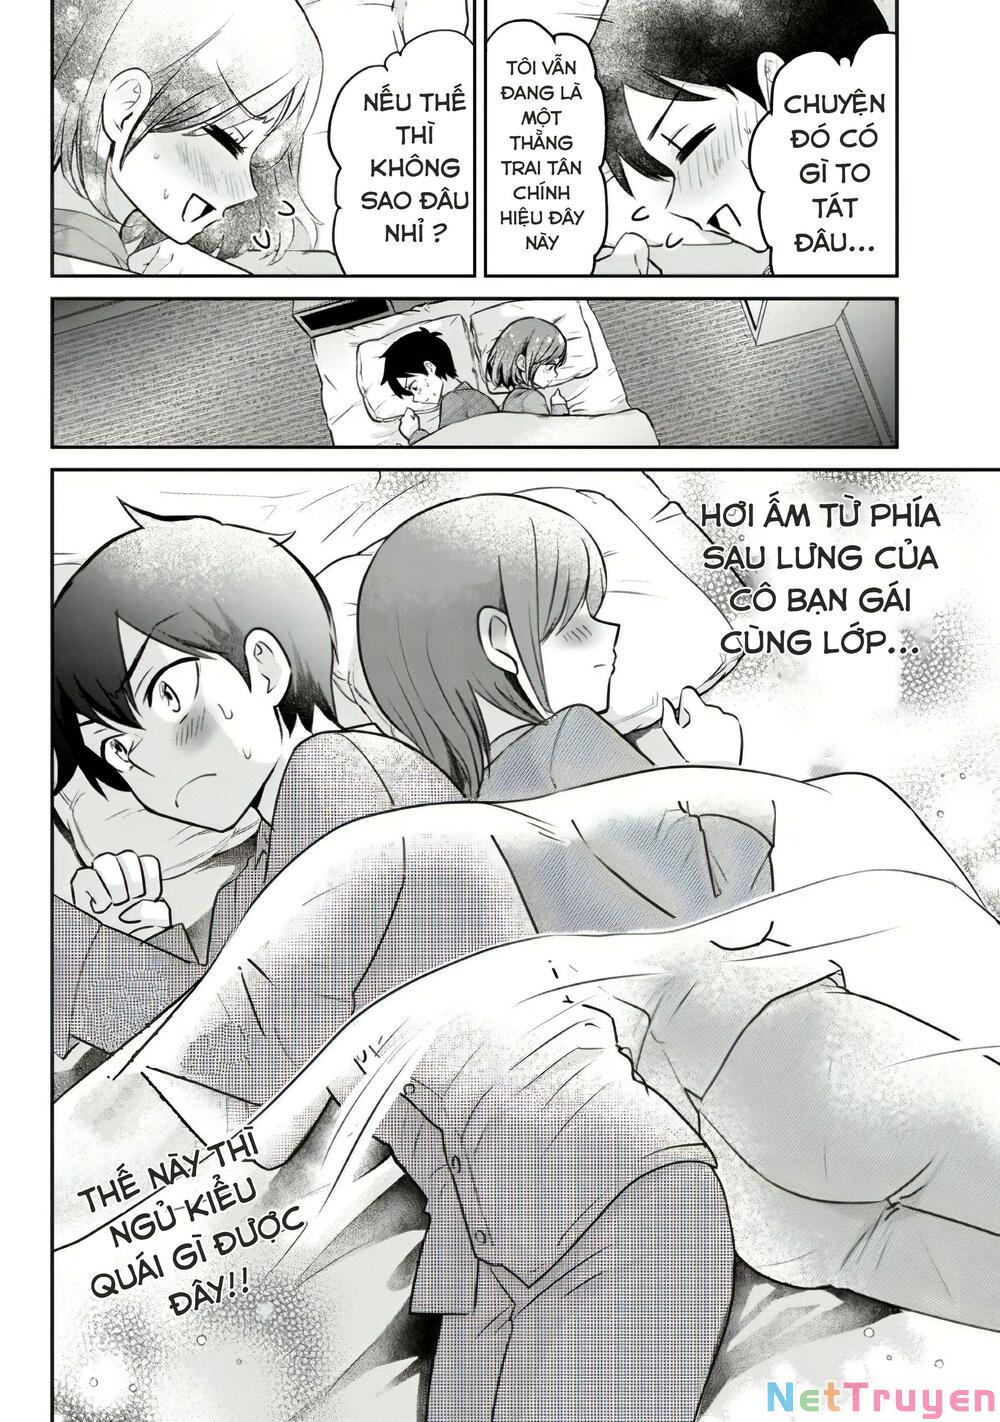 CHUYỆN
ĐÓ CÓ
GÌ TO
TÁT
ĐÂU...
TÔI VẪN
ĐANG LÀ
MỘT
THẰNG
TRAI TÂN
CHÍNH
HIỆU ĐÂY
NÀY
NẾU THẾ
THÌ
KHÔNG
SAO ĐÂU
NHỈ ?
HƠI ẤM TỪ PHÍA
SAU LƯNG CỦA
CÔ BẠN GÁI
CÙNG LỚP...
THẾ NÀY THÌ
NGỦ KIỂU
QUÁI GÌ ĐƯỢC
ĐÂY!!
NetTruyen